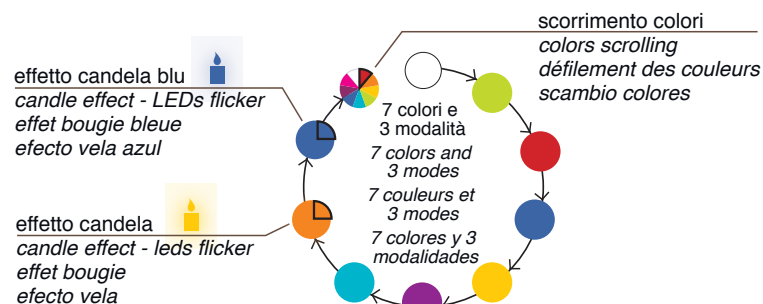 scorrimento colori
colors scrolling
défilement des couleurs
scambio colores
effetto candela blu
candle effect - LEDs flicker
effet bougie bleue
efecto vela azul
7 colori e
3 modalità
7 colors and
3 modes
7 couleurs et
3 modes
7 colores y 3
modalidades
effetto candela
candle effect - leds flicker
effet bougie
efecto vela